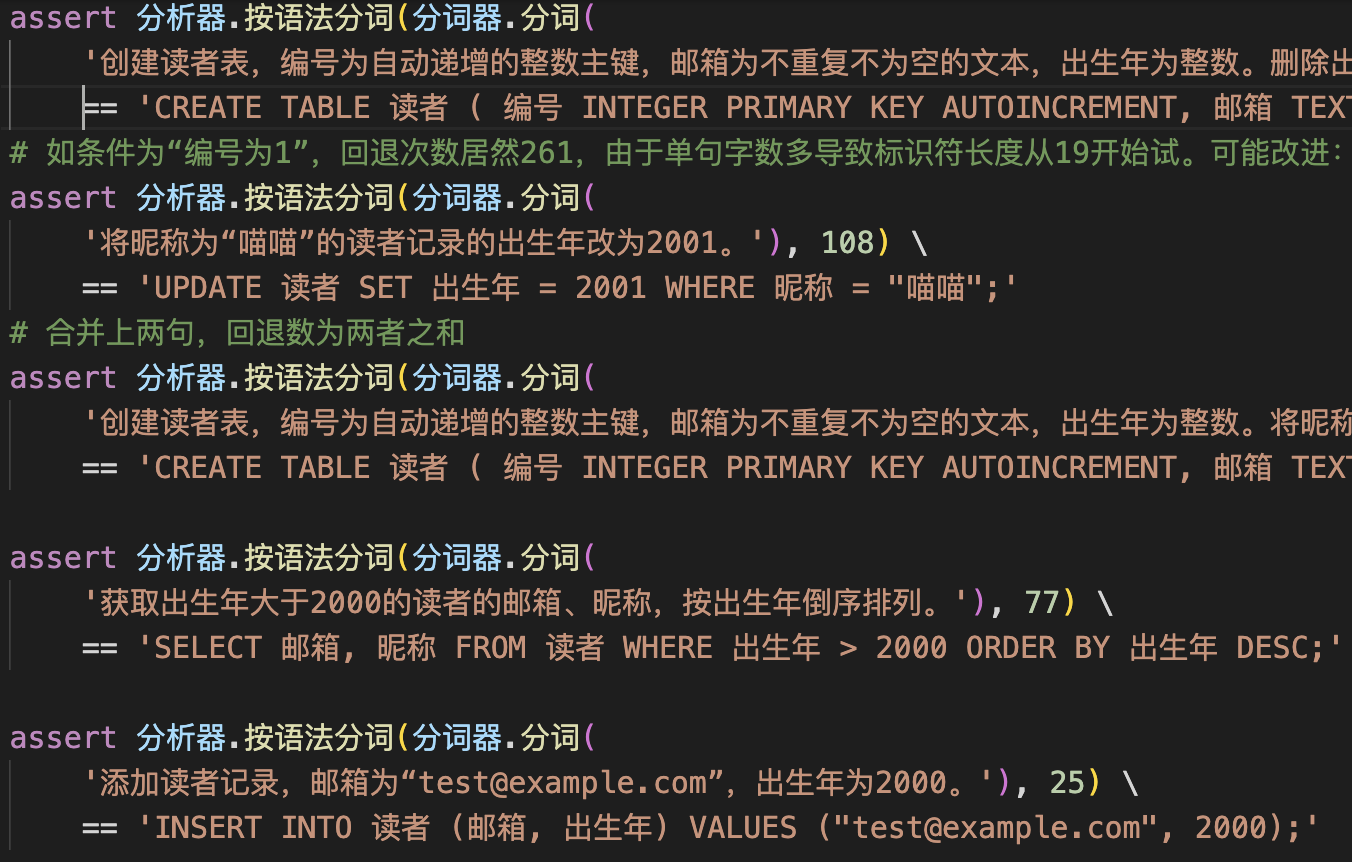 assert 分析器.按语法分词(分词器.分词(
'创建读者表，编号为自动递增的整数主键，邮箱为不重复不为空的文本，出生年为整数。删除出
== 'CREATE TABLE 读者 ( 编号 INTEGER PRIMARY KEY AUTOINCREMENT, 邮箱 TEXT
# 如条件为“编号为1”，回退次数居然261，由于单句字数多导致标识符长度从19开始试。可能改进：
assert 分析器.按语法分词(分词器.分词(
'将昵称为“喵喵”的读者记录的出生年改为2001。'), 108) \
== 'UPDATE 读者 SET 出生年 = 2001 WHERE 昵称 = "喵喵";'
# 合并上两句，回退数为两者之和
assert 分析器.按语法分词(分词器.分词(
'创建读者表，编号为自动递增的整数主键，邮箱为不重复不为空的文本，出生年为整数。将昵称
== 'CREATE TABLE 读者 ( 编号 INTEGER PRIMARY KEY AUTOINCREMENT, 邮箱 TEXT
assert 分析器.按语法分词(分词器.分词(
'获取出生年大于2000的读者的邮箱、昵称，按出生年倒序排列。'), 77) \
== 'SELECT 邮箱, 昵称 FROM 读者 WHERE 出生年 > 2000 ORDER BY 出生年 DESC;'
assert 分析器.按语法分词(分词器.分词(
'添加读者记录，邮箱为“test@example.com”，出生年为2000。'), 25) \
== 'INSERT INTO 读者 (邮箱, 出生年) VALUES ("test@example.com", 2000);'